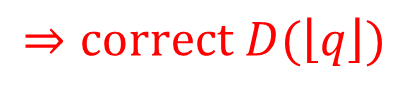 ⇒ correct D(⌊q⌋)